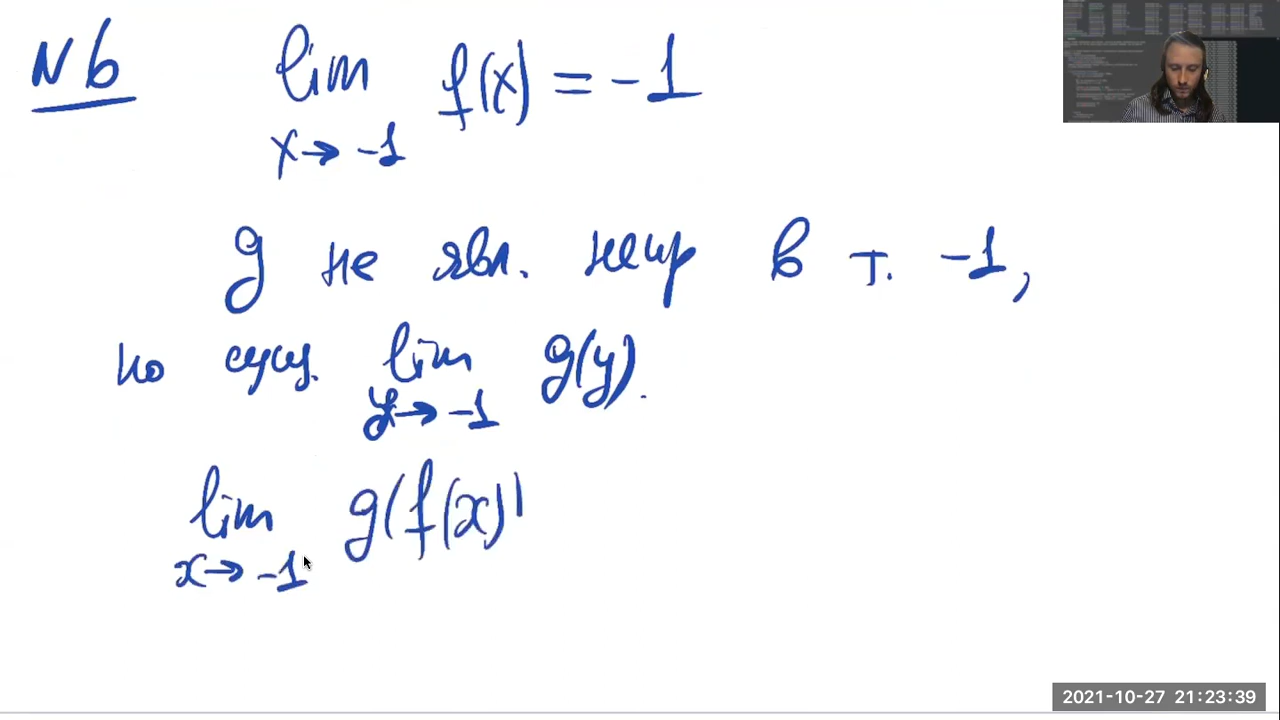 №6 lim f(x) = -1
x → -1
g не явл. непр в т. -1,
но сущ. lim g(y).
y → -1
lim g(f(x))
x → -1
2021-10-27 21:23:39